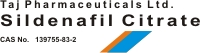 Taj Pharmaceuticals Ltd.
Sildenafil Citrate
CAS No. 139755-83-2